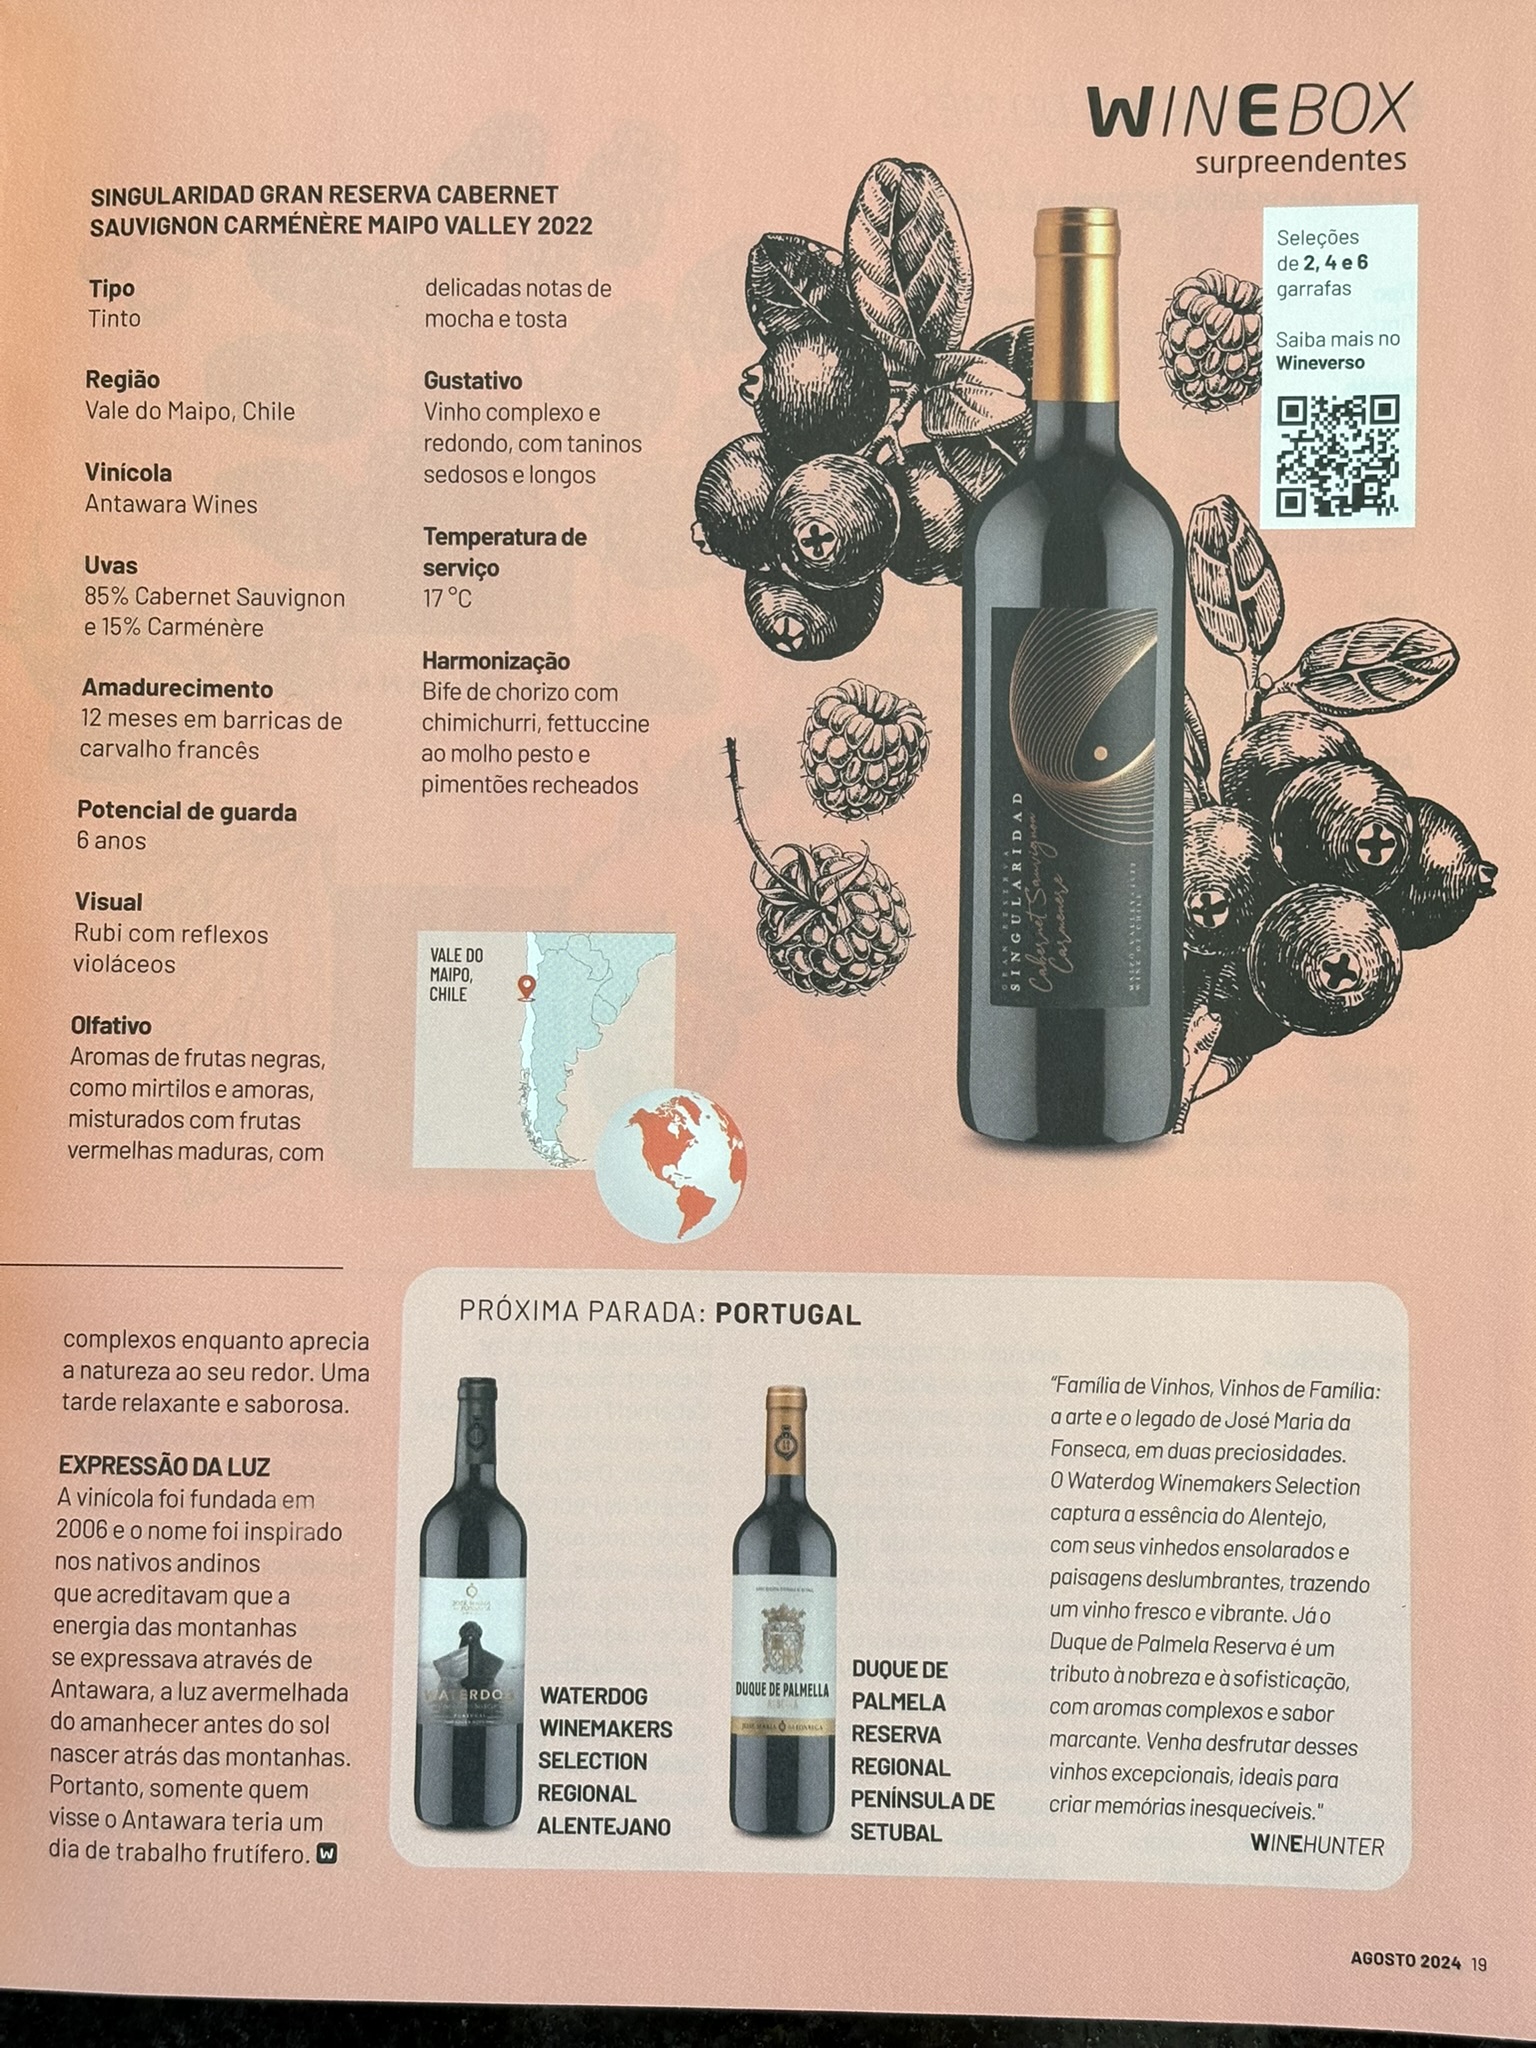 WINEBOX
surpreendentes
SINGULARIDAD GRAN RESERVA CABERNET
SAUVIGNON CARMÉNÈRE MAIPO VALLEY 2022
Tipo
Tinto
Região
Vale do Maipo, Chile
Vinícola
Antawara Wines
Uvas
85% Cabernet Sauvignon
e 15% Carménère
Amadurecimento
12 meses em barricas de
carvalho francês
Potencial de guarda
6 anos
Visual
Rubi com reflexos
violáceos
Olfativo
Aromas de frutas negras,
como mirtilos e amoras,
misturados com frutas
vermelhas maduras, com
delicadas notas de
mocha e tosta
Gustativo
Vinho complexo e
redondo, com taninos
sedosos e longos
Temperatura de
serviço
17 °C
Harmonização
Bife de chorizo com
chimichurri, fettuccine
ao molho pesto e
pimentões recheados
VALE DO
MAIPO,
CHILE
Seleções
de 2, 4 e 6
garrafas
Saiba mais no
Wineverso
GRAN RESERVA
SINGULARIDAD
Cabernet Sauvignon
Carmenere
complexos enquanto aprecia
a natureza ao seu redor. Uma
tarde relaxante e saborosa.
EXPRESSÃO DA LUZ
A vinícola foi fundada em
2006 e o nome foi inspirado
nos nativos andinos
que acreditavam que a
energia das montanhas
se expressava através de
Antawara, a luz avermelhada
do amanhecer antes do sol
nascer atrás das montanhas.
Portanto, somente quem
visse o Antawara teria um
dia de trabalho frutífero. W
PRÓXIMA PARADA: PORTUGAL
WATERDOG
WATERDOG
WINEMAKERS
SELECTION
REGIONAL
ALENTEJANO
DUQUE DE PALMELLA
JOSÉ MARIA DA FONSECA
DUQUE DE
PALMELA
RESERVA
REGIONAL
PENÍNSULA DE
SETUBAL
“Família de Vinhos, Vinhos de Família:
a arte e o legado de José Maria da
Fonseca, em duas preciosidades.
O Waterdog Winemakers Selection
captura a essência do Alentejo,
com seus vinhedos ensolarados e
paisagens deslumbrantes, trazendo
um vinho fresco e vibrante. Já o
Duque de Palmela Reserva é um
tributo à nobreza e à sofisticação,
com aromas complexos e sabor
marcante. Venha desfrutar desses
vinhos excepcionais, ideais para
criar memórias inesquecíveis."
WINEHUNTER
AGOSTO 2024 19